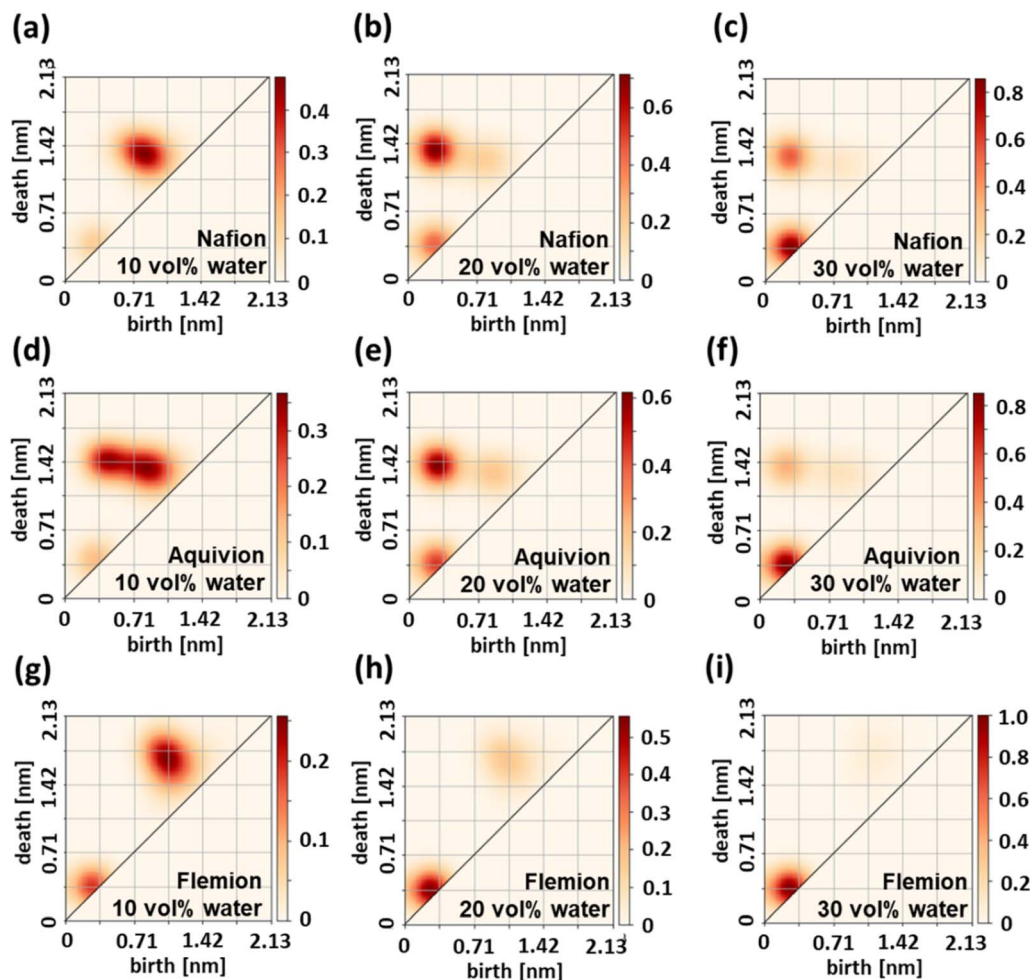 (a)
death [nm]
2.13
1.42
0.71
0
0.4
0.3
0.2
0.1
0
Nafion
10 vol% water
0 0.71 1.42 2.13
birth [nm]
(b)
death [nm]
2.13
1.42
0.71
0
0.6
0.4
0.2
0
Nafion
20 vol% water
0 0.71 1.42 2.13
birth [nm]
(c)
death [nm]
2.13
1.42
0.71
0
0.8
0.6
0.4
0.2
0
Nafion
30 vol% water
0 0.71 1.42 2.13
birth [nm]
(d)
death [nm]
2.13
1.42
0.71
0
0.3
0.2
0.1
0
Aquivion
10 vol% water
0 0.71 1.42 2.13
birth [nm]
(e)
death [nm]
2.13
1.42
0.71
0
0.6
0.4
0.2
0
Aquivion
20 vol% water
0 0.71 1.42 2.13
birth [nm]
(f)
death [nm]
2.13
1.42
0.71
0
0.8
0.6
0.4
0.2
0
Aquivion
30 vol% water
0 0.71 1.42 2.13
birth [nm]
(g)
death [nm]
2.13
1.42
0.71
0
0.2
0.1
0
Flemion
10 vol% water
0 0.71 1.42 2.13
birth [nm]
(h)
death [nm]
2.13
1.42
0.71
0
0.5
0.4
0.3
0.2
0.1
0
Flemion
20 vol% water
0 0.71 1.42 2.13
birth [nm]
(i)
death [nm]
2.13
1.42
0.71
0
1.0
0.8
0.6
0.4
0.2
0
Flemion
30 vol% water
0 0.71 1.42 2.13
birth [nm]